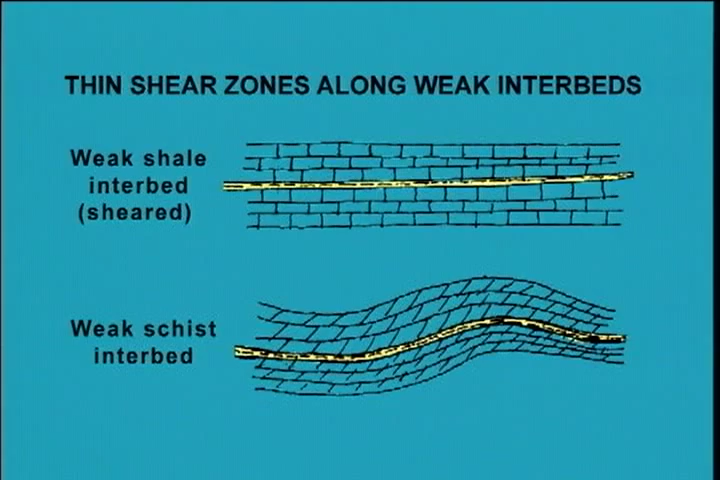 THIN SHEAR ZONES ALONG WEAK INTERBEDS
Weak shale
interbed
(sheared)
Weak schist
interbed